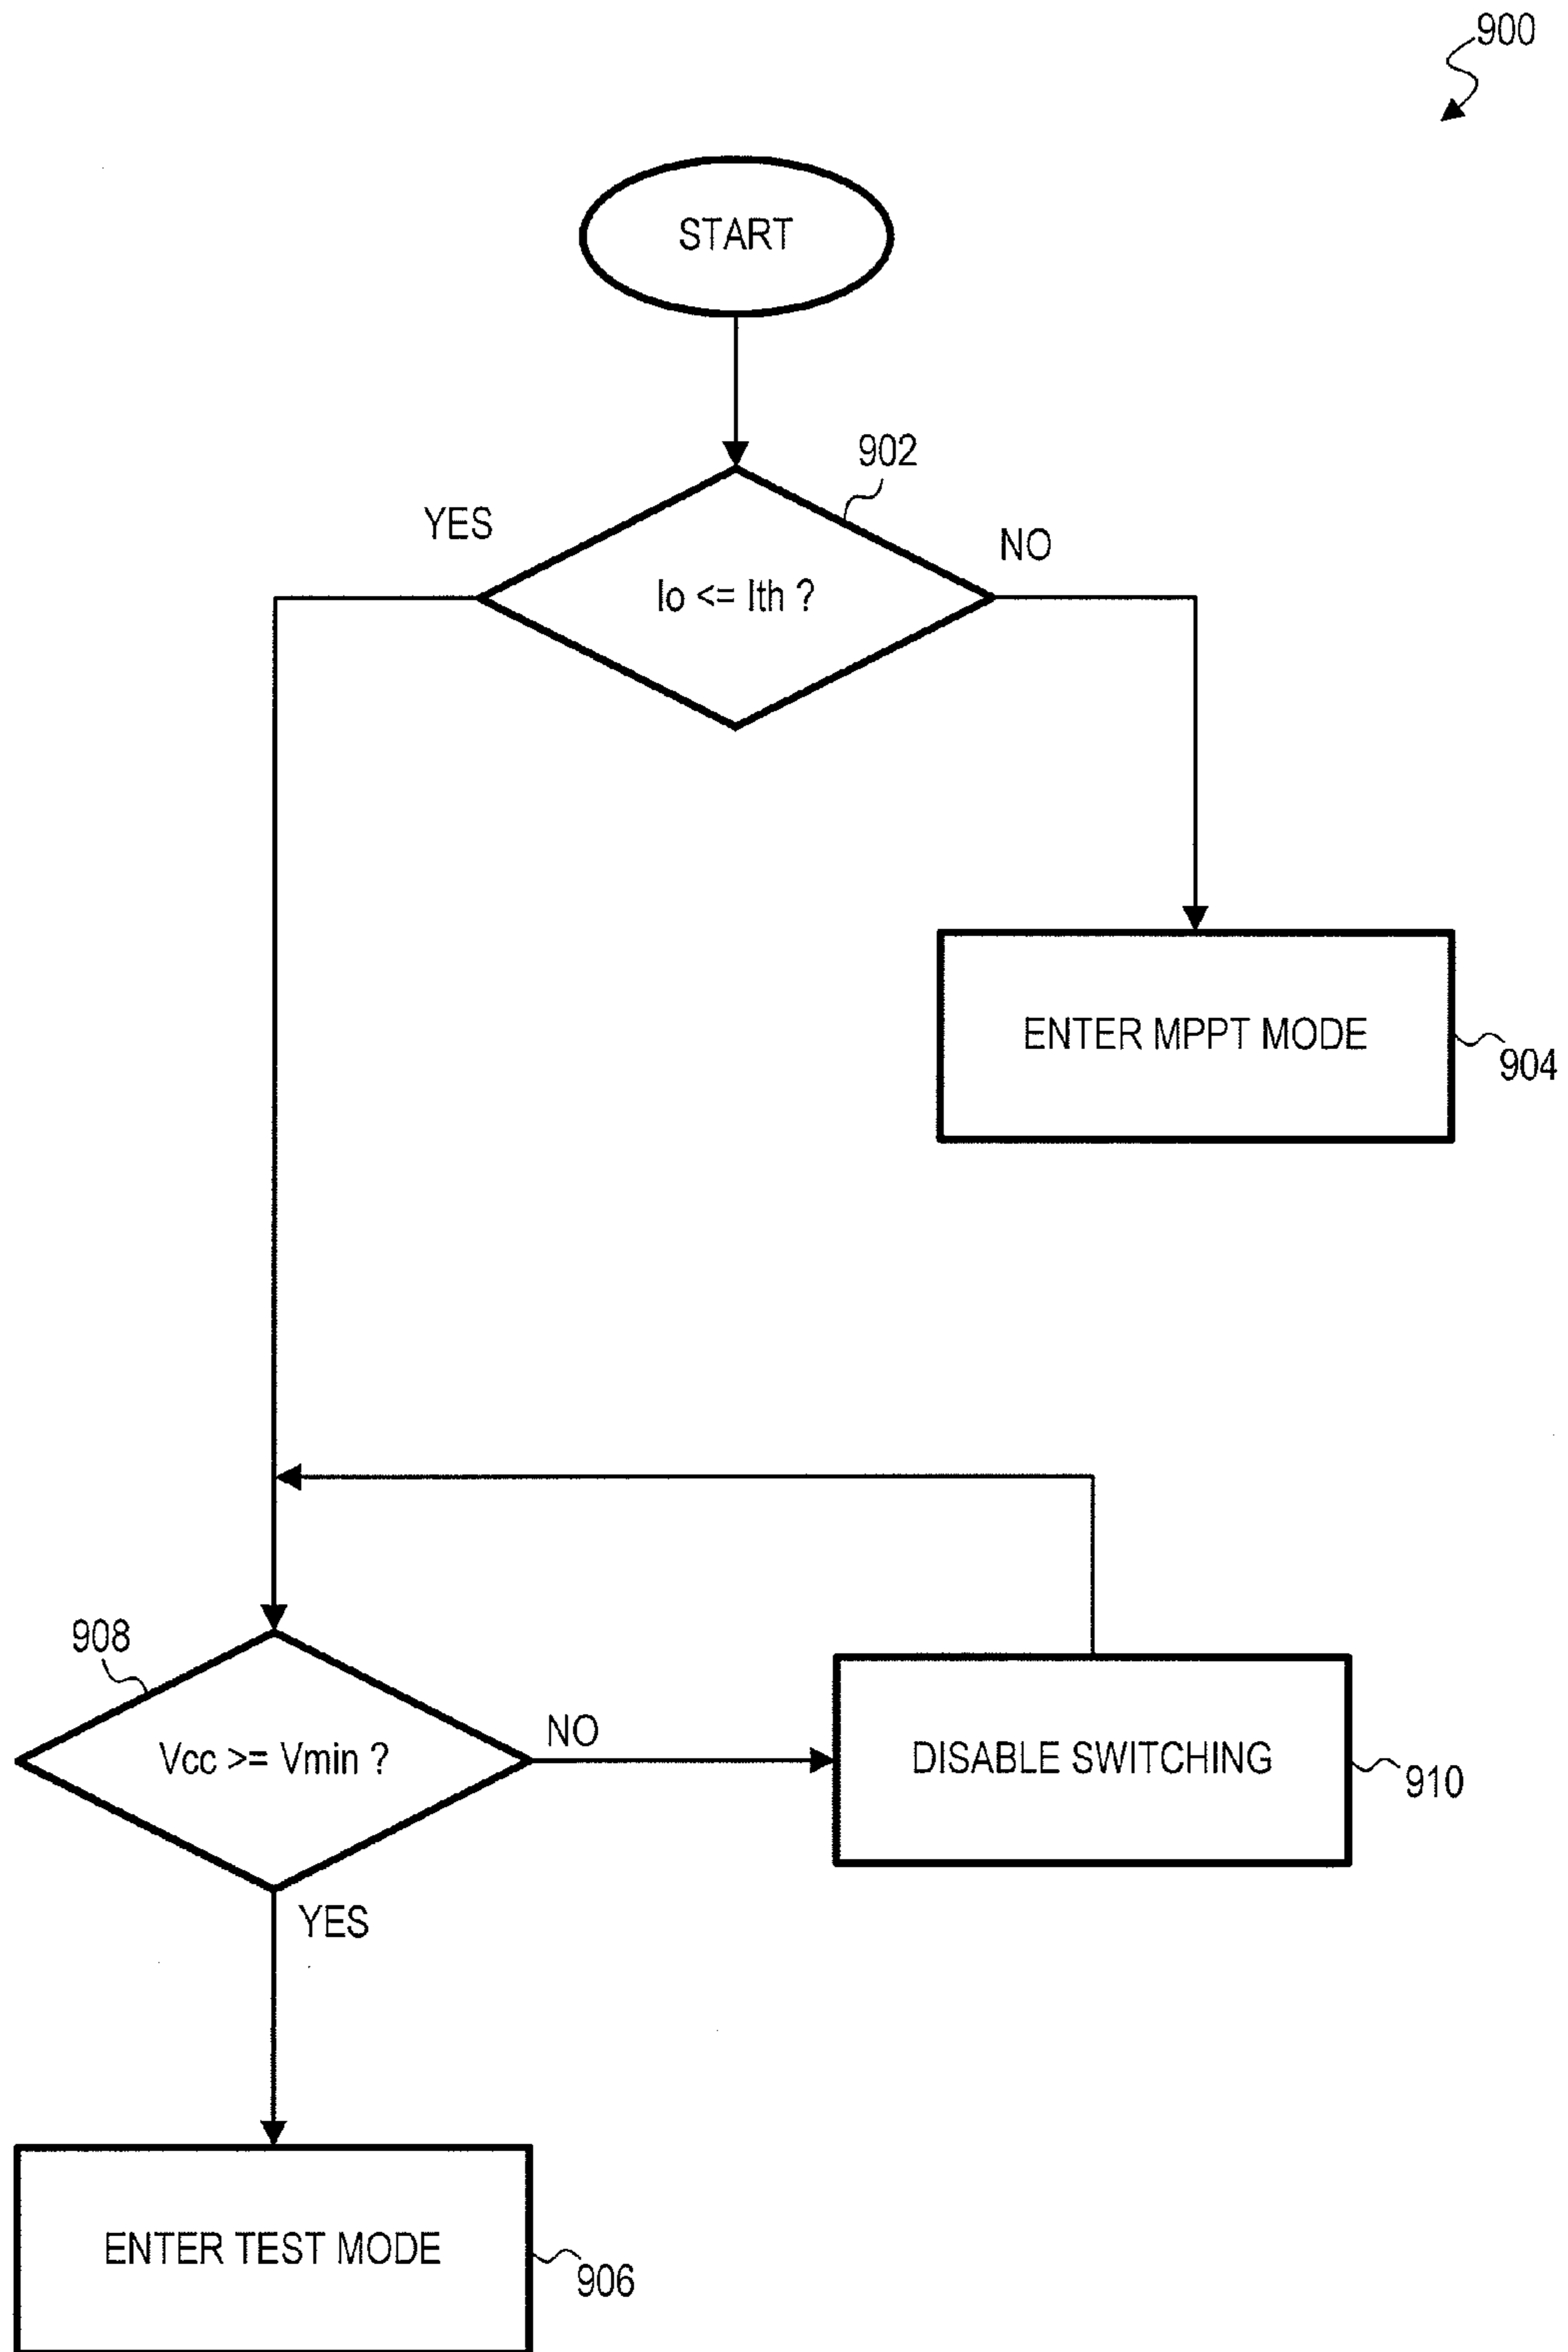 900
START
902
YES
NO
Io <= Ith ?
ENTER MPPT MODE
904
908
NO
Vcc >= Vmin ?
DISABLE SWITCHING
910
YES
ENTER TEST MODE
906